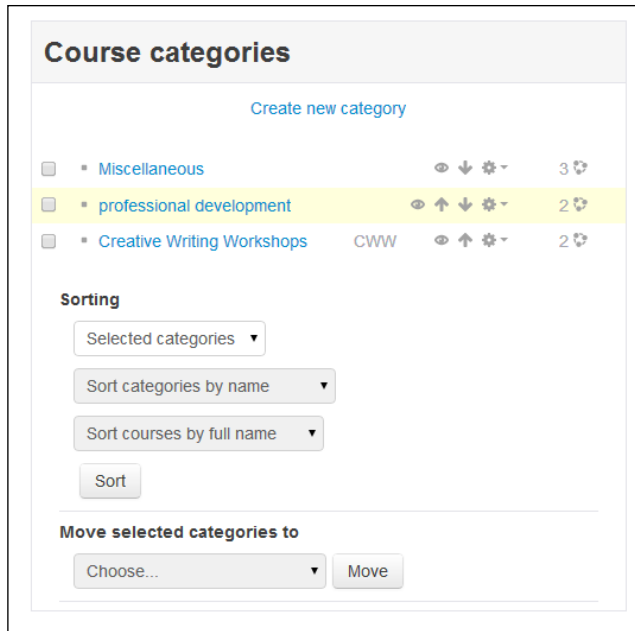 Course categories
Create new category
Miscellaneous 3
professional development 2
Creative Writing Workshops CWW 2
Sorting
Selected categories
Sort categories by name
Sort courses by full name
Sort
Move selected categories to
Choose... Move